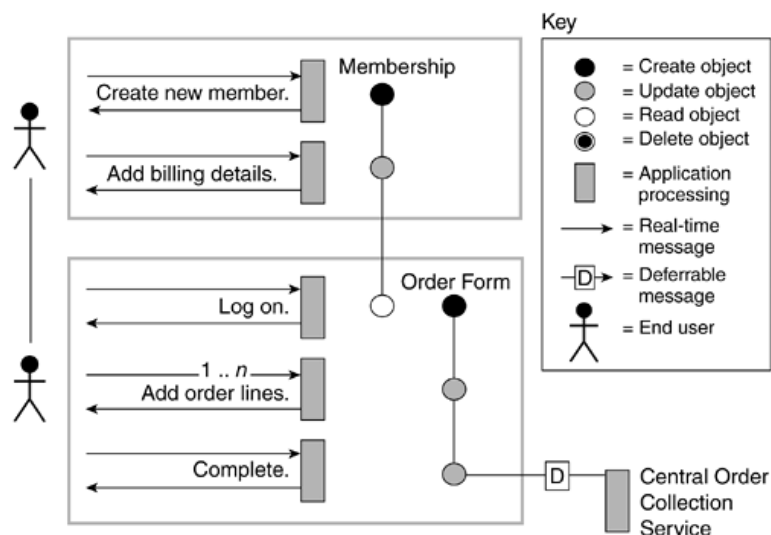 Membership
Create new member.
Add billing details.
Order Form
Log on.
1 .. n
Add order lines.
Complete.
D
Central Order
Collection
Service
Key
= Create object
= Update object
= Read object
= Delete object
= Application
processing
= Real-time
message
D
= Deferrable
message
= End user